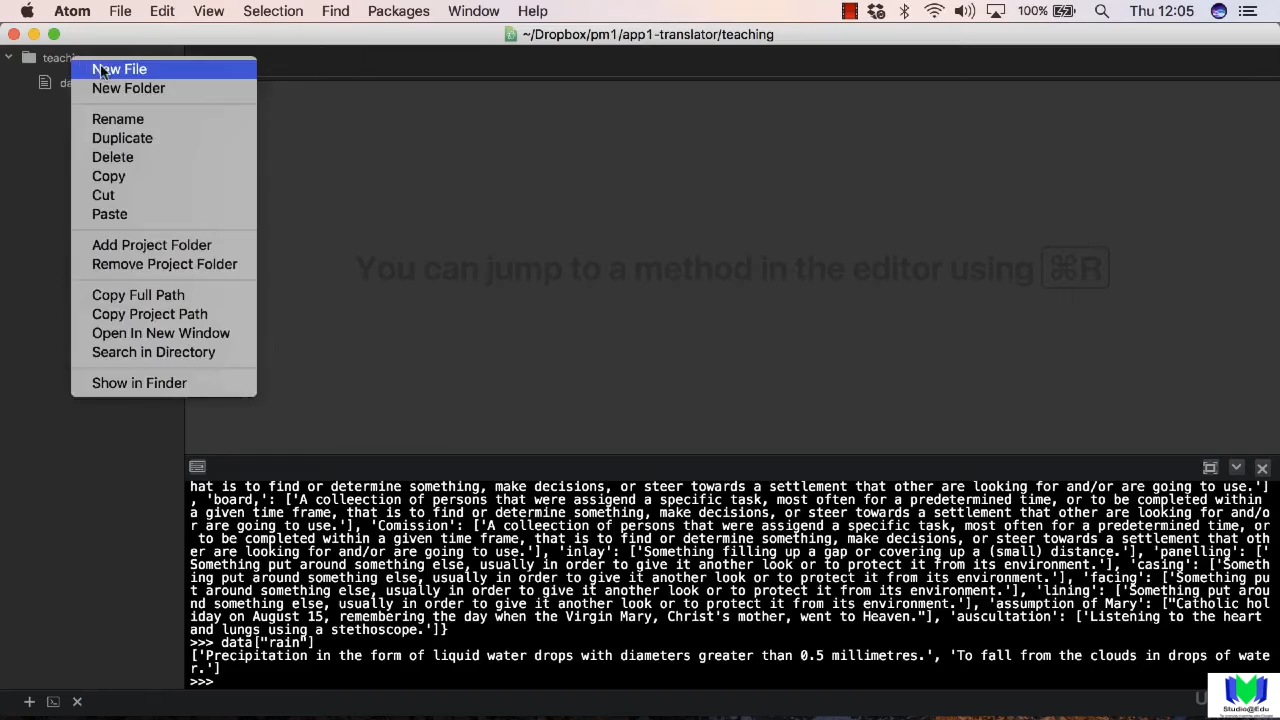 Atom File Edit View Selection Find Packages Window Help 100% Thu 12:05
~/Dropbox/pm1/app1-translator/teaching
New File
New Folder
Rename
Duplicate
Delete
Copy
Cut
Paste
Add Project Folder
Remove Project Folder
Copy Full Path
Copy Project Path
Open In New Window
Search in Directory
Show in Finder
You can jump to a method in the editor using ⌘R
hat is to find or determine something, make decisions, or steer towards a settlement that other are looking for and/or are going to use.']
, 'board,': ['A colleection of persons that were assigend a specific task, most often for a predetermined time, or to be completed within
a given time frame, that is to find or determine something, make decisions, or steer towards a settlement that other are looking for and/o
r are going to use.'], 'Comission': ['A colleection of persons that were assigend a specific task, most often for a predetermined time, or
to be completed within a given time frame, that is to find or determine something, make decisions, or steer towards a settlement that oth
er are looking for and/or are going to use.'], 'inlay': ['Something filling up a gap or covering up a (small) distance.'], 'panelling': ['
Something put around something else, usually in order to give it another look or to protect it from its environment.'], 'casing': ['Someth
ing put around something else, usually in order to give it another look or to protect it from its environment.'], 'facing': ['Something pu
t around something else, usually in order to give it another look or to protect it from its environment.'], 'lining': ['Something put arou
nd something else, usually in order to give it another look or to protect it from its environment.'], 'assumption of Mary': ["Catholic hol
iday on August 15, remembering the day when the Virgin Mary, Christ's mother, went to Heaven."], 'auscultation': ['Listening to the heart
and lungs using a stethoscope.']}
>>> data["rain"]
['Precipitation in the form of liquid water drops with diameters greater than 0.5 millimetres.', 'To fall from the clouds in drops of wate
r.']
>>>
Studio@Edu